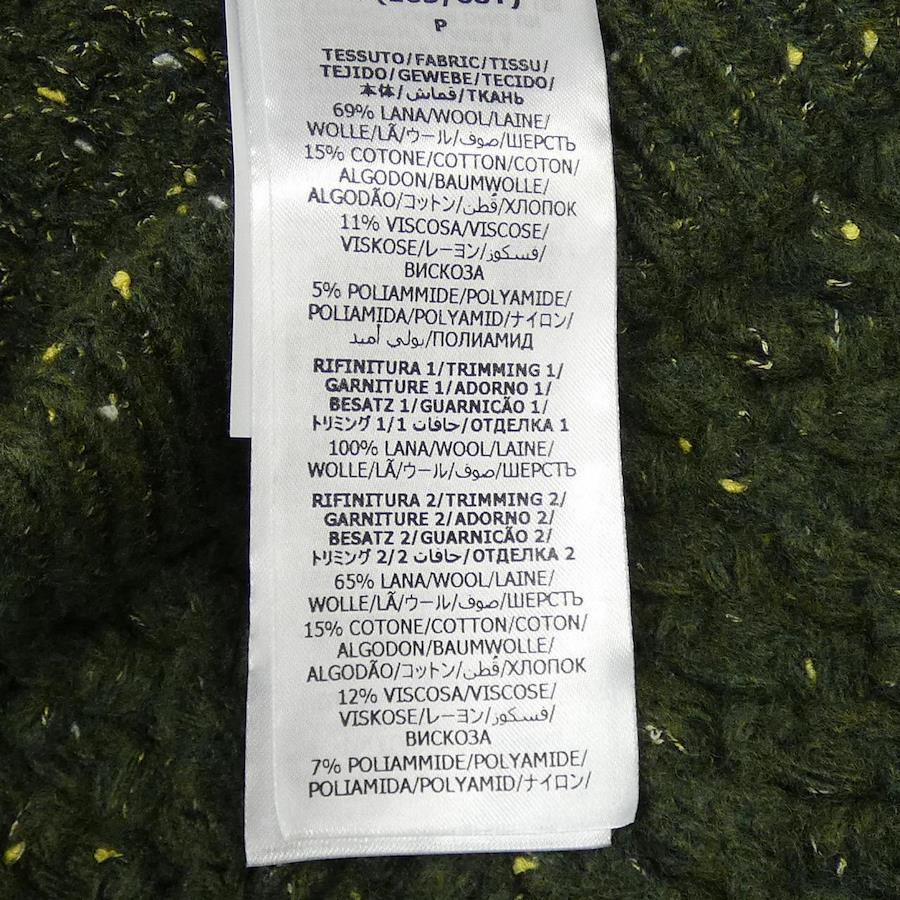 P
TESSUTO/FABRIC/TISSU/
TEJIDO/GEWEBE/TECIDO/
本体/قماش/ТКАНЬ
69% LANA/WOOL/LAINE/
WOLLE/LÃ/ウール/صوف/ШЕРСТЬ
15% COTONE/COTTON/COTON/
ALGODON/BAUMWOLLE/
ALGODÃO/コットン/قُطن/ХЛОПОК
11% VISCOSA/VISCOSE/
VISKOSE/レーヨン/فسكوز/
ВИСКОЗА
5% POLIAMMIDE/POLYAMIDE/
POLIAMIDA/POLYAMID/ナイロン/
بولي أميد/ПОЛИАМИД
RIFINITURA 1/TRIMMING 1/
GARNITURE 1/ADORNO 1/
BESATZ 1/GUARNICÃO 1/
トリミング 1/1 حافات/ОТДЕЛКА 1
100% LANA/WOOL/LAINE/
WOLLE/LÃ/ウール/صوف/ШЕРСТЬ
RIFINITURA 2/TRIMMING 2/
GARNITURE 2/ADORNO 2/
BESATZ 2/GUARNICÃO 2/
トリミング 2/2 حافات/ОТДЕЛКА 2
65% LANA/WOOL/LAINE/
WOLLE/LÃ/ウール/صوف/ШЕРСТЬ
15% COTONE/COTTON/COTON/
ALGODON/BAUMWOLLE/
ALGODÃO/コットン/قُطن/ХЛОПОК
12% VISCOSA/VISCOSE/
VISKOSE/レーヨン/فسكوز/
ВИСКОЗА
7% POLIAMMIDE/POLYAMIDE/
POLIAMIDA/POLYAMID/ナイロン/